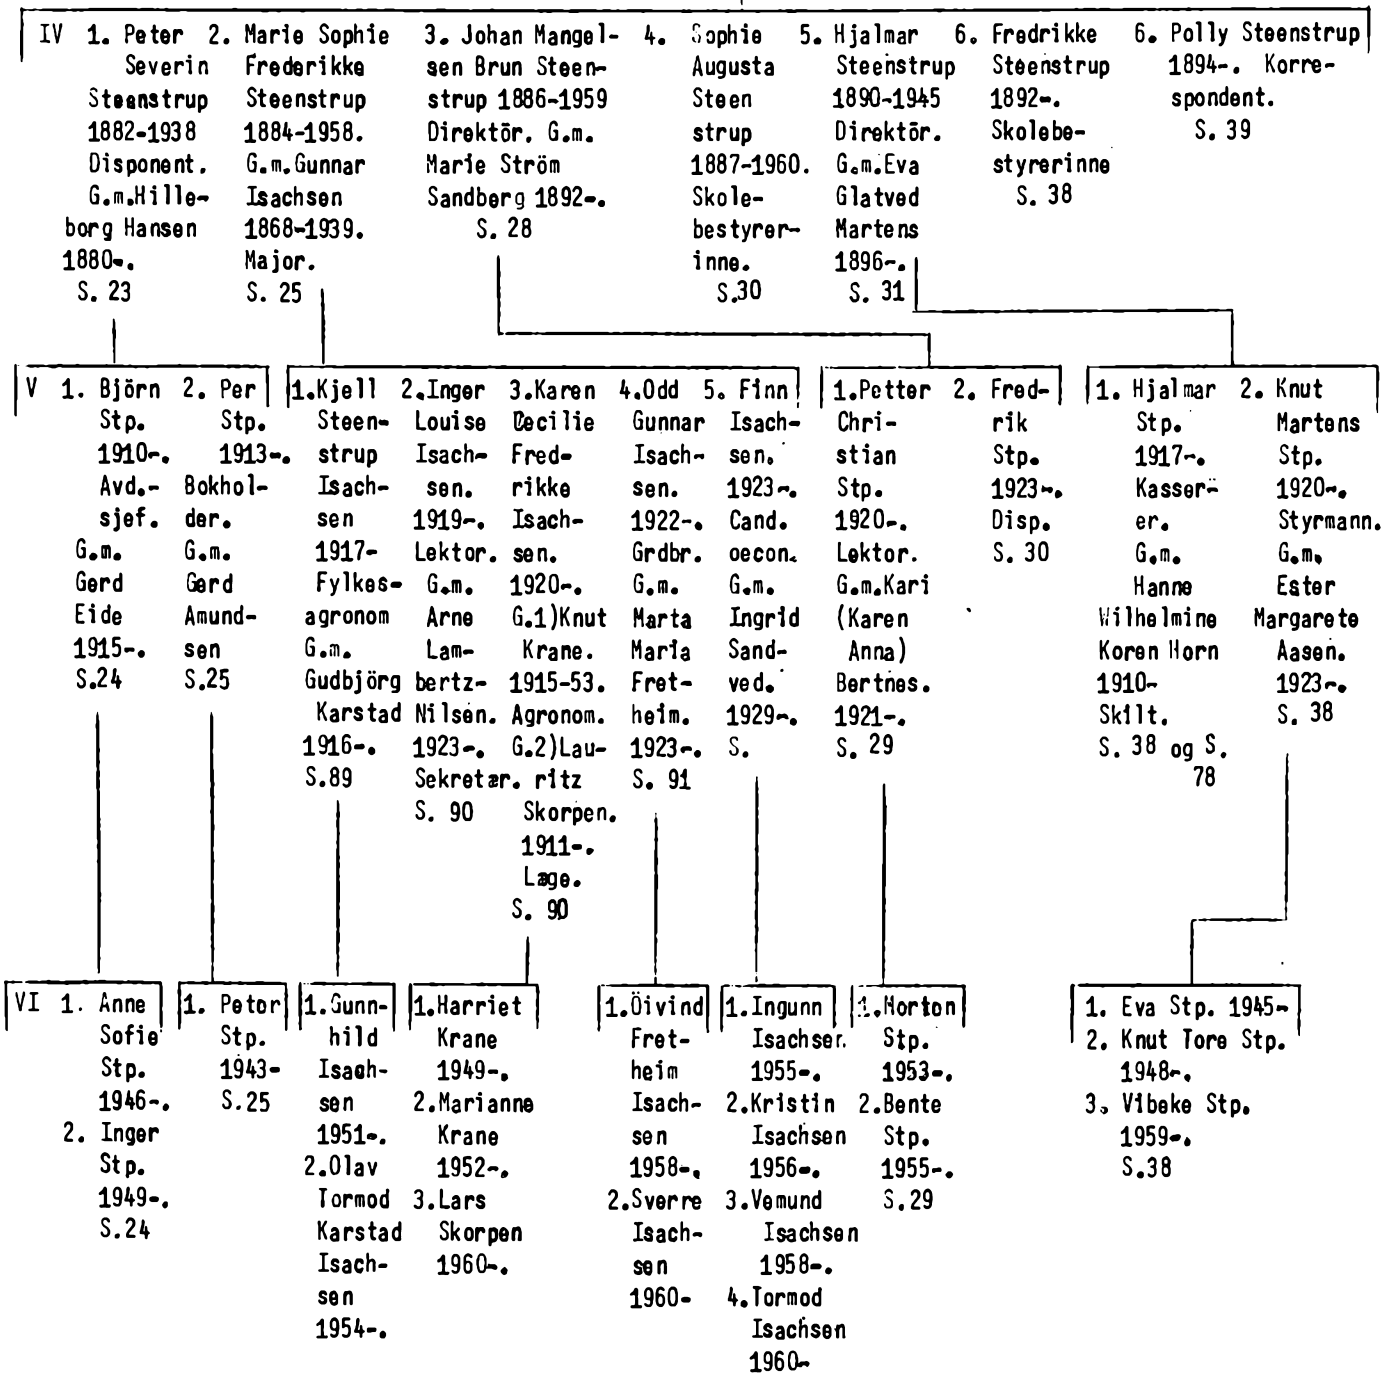 IV 1. Peter
Severin
Steenstrup
1882-1938
Disponent.
G.m.Hille-
borg Hansen
1880-.
S. 23
2. Marie Sophie
Frederikke
Steenstrup
1884-1958.
G.m.Gunnar
Isachsen
1868-1939.
Major.
S. 25
3. Johan Mangel-
sen Brun Steen-
strup 1886-1959
Direktör. G.m.
Marie Ström
Sandberg 1892-.
S. 28
4. Sophie
Augusta
Steen
strup
1887-1960.
Skole-
bestyrer-
inne.
S.30
5. Hjalmar
Steenstrup
1890-1945
Direktör.
G.m.Eva
Glatved
Martens
1896-.
S. 31
6. Fredrikke
Steenstrup
1892-.
Skolebe-
styrerinne
S. 38
6. Polly Steenstrup
1894-. Korre-
spondent.
S. 39
V 1. Björn
Stp.
1910-.
Avd.-
sjef.
G.m.
Gerd
Eide
1915-.
S.24
2. Per
Stp.
1913-.
Bokhol-
der.
G.m.
Gerd
Amund-
sen
S.25
1.Kjell
Steen-
strup
Isach-
sen
1917-
Fylkes-
agronom
G.m.
Gudbjörg
Karstad
1916-.
S.89
2.Inger
Louise
Isach-
sen.
1919-.
Lektor.
G.m.
Arne
Lam-
bertz-
Nilsen.
1923-.
Sekretær.
S. 90
3.Karen
Cecilie
Fred-
rikke
Isach-
sen.
1920-.
G.1)Knut
Krane.
1915-53.
Agronom.
G.2)Lau-
ritz
Skorpen.
1911-.
Læge.
S. 90
4.Odd
Gunnar
Isach-
sen.
1922-.
Grdbr.
G.m.
Marta
Maria
Fret-
heim.
1923-.
S. 91
5. Finn
Isach-
sen.
1923-.
Cand.
oecon.
G.m.
Ingrid
Sand-
ved.
1929-.
S.
1.Petter
Chri-
stian
Stp.
1920-.
Lektor.
G.m.Kari
(Karen
Anna)
Bertnes.
1921-.
S. 29
2. Fred-
rik
Stp.
1923-.
Disp.
S. 30
1. Hjalmar
Stp.
1917-.
Kasser-
er.
G.m.
Hanne
Wilhelmine
Koren Horn
1910-
Skilt.
S. 38 og S.
78
2. Knut
Martens
Stp.
1920-.
Styrmann.
G.m.
Ester
Margarete
Aasen.
1923-.
S. 38
VI 1. Anne
Sofie
Stp.
1946-.
2. Inger
Stp.
1949-.
S.24
1. Peter
Stp.
1943-
S.25
1.Gunn-
hild
Isach-
sen
1951-.
2.Olav
Tormod
Karstad
Isach-
sen
1954-.
1.Harriet
Krane
1949-.
2.Marianne
Krane
1952-.
3.Lars
Skorpen
1960-.
1.Öivind
Fret-
heim
Isach-
sen
1958-.
2.Sverre
Isach-
sen
1960-
1.Ingunn
Isachsen.
1955-.
2.Kristin
Isachsen
1956-.
3.Vemund
Isachsen
1958-.
4.Tormod
Isachsen
1960-
1.Morton
Stp.
1953-.
2.Bente
Stp.
1955-.
S.29
1. Eva Stp. 1945-
2. Knut Tore Stp.
1948-.
3. Vibeke Stp.
1959-.
S.38